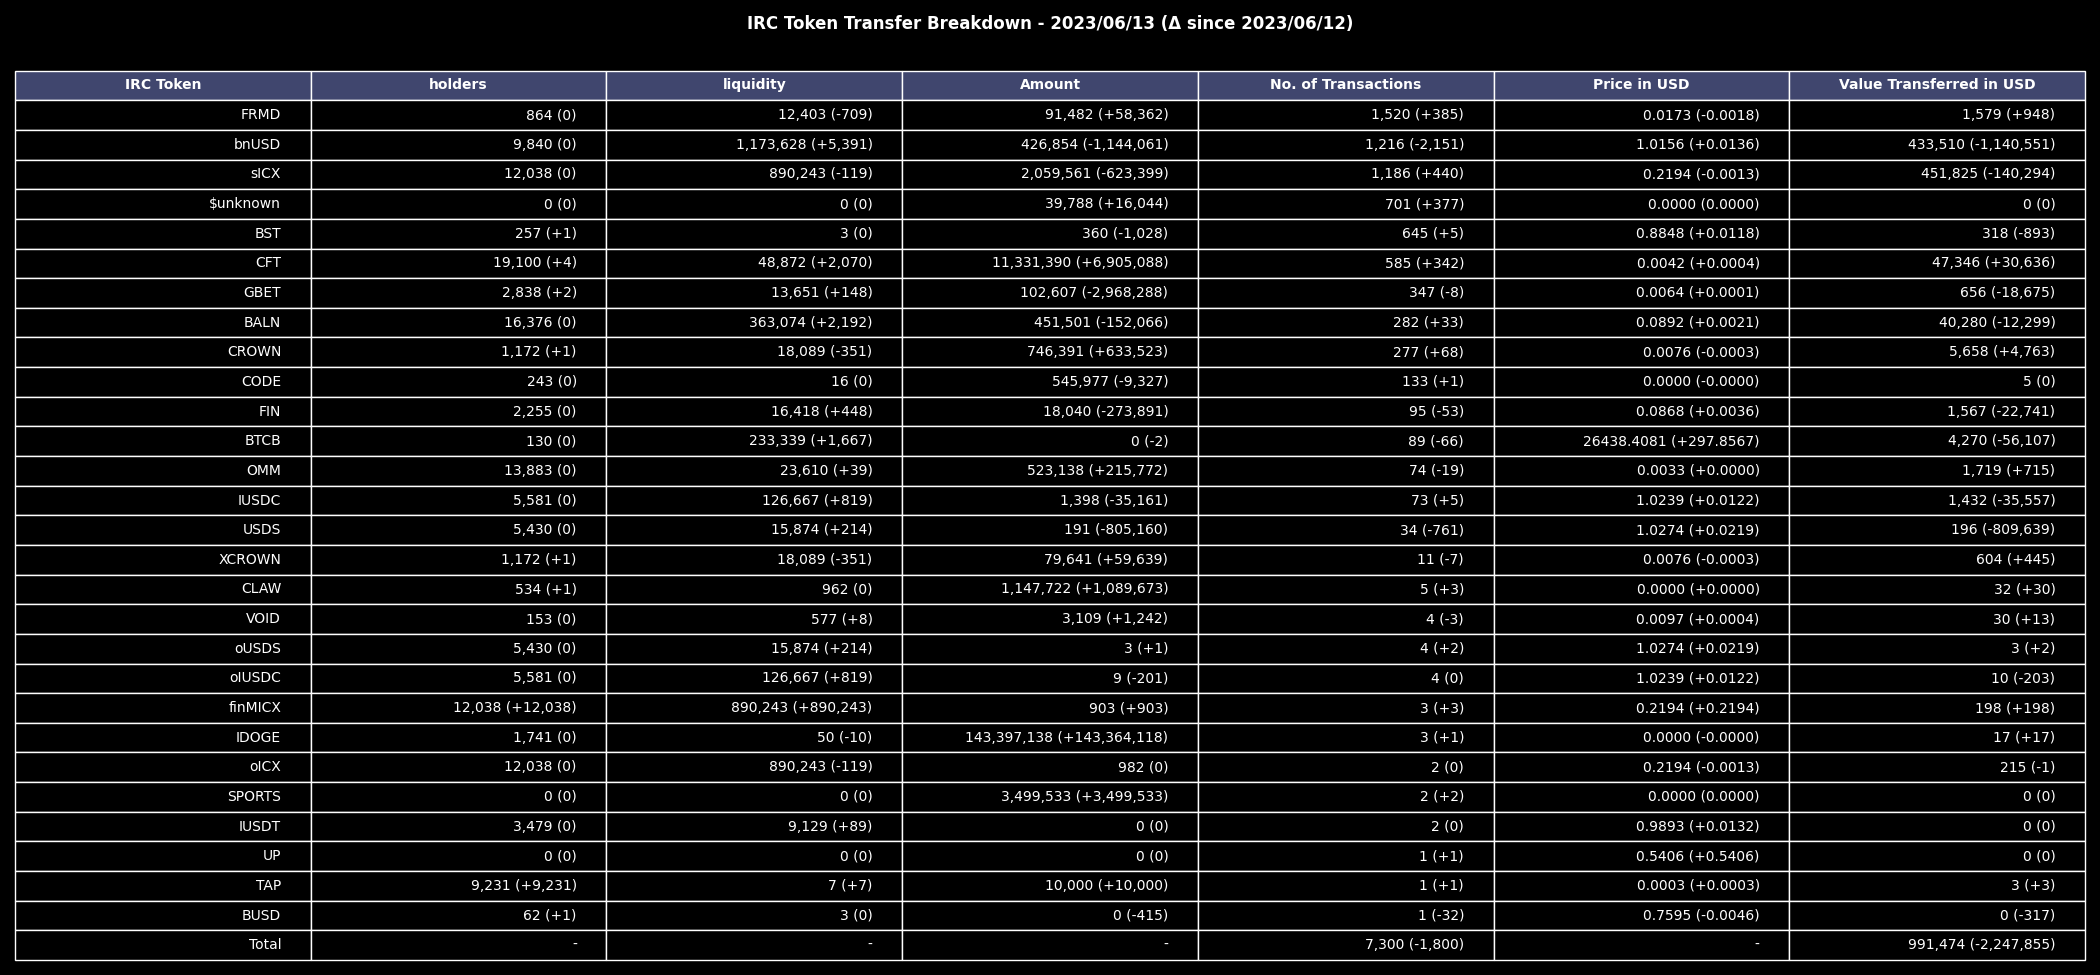 IRC Token Transfer Breakdown - 2023/06/13 (Δ since 2023/06/12)
IRC Token holders liquidity Amount No. of Transactions Price in USD Value Transferred in USD
FRMD 864 (0) 12,403 (-709) 91,482 (+58,362) 1,520 (+385) 0.0173 (-0.0018) 1,579 (+948)
bnUSD 9,840 (0) 1,173,628 (+5,391) 426,854 (-1,144,061) 1,216 (-2,151) 1.0156 (+0.0136) 433,510 (-1,140,551)
sICX 12,038 (0) 890,243 (-119) 2,059,561 (-623,399) 1,186 (+440) 0.2194 (-0.0013) 451,825 (-140,294)
$unknown 0 (0) 0 (0) 39,788 (+16,044) 701 (+377) 0.0000 (0.0000) 0 (0)
BST 257 (+1) 3 (0) 360 (-1,028) 645 (+5) 0.8848 (+0.0118) 318 (-893)
CFT 19,100 (+4) 48,872 (+2,070) 11,331,390 (+6,905,088) 585 (+342) 0.0042 (+0.0004) 47,346 (+30,636)
GBET 2,838 (+2) 13,651 (+148) 102,607 (-2,968,288) 347 (-8) 0.0064 (+0.0001) 656 (-18,675)
BALN 16,376 (0) 363,074 (+2,192) 451,501 (-152,066) 282 (+33) 0.0892 (+0.0021) 40,280 (-12,299)
CROWN 1,172 (+1) 18,089 (-351) 746,391 (+633,523) 277 (+68) 0.0076 (-0.0003) 5,658 (+4,763)
CODE 243 (0) 16 (0) 545,977 (-9,327) 133 (+1) 0.0000 (-0.0000) 5 (0)
FIN 2,255 (0) 16,418 (+448) 18,040 (-273,891) 95 (-53) 0.0868 (+0.0036) 1,567 (-22,741)
BTCB 130 (0) 233,339 (+1,667) 0 (-2) 89 (-66) 26438.4081 (+297.8567) 4,270 (-56,107)
OMM 13,883 (0) 23,610 (+39) 523,138 (+215,772) 74 (-19) 0.0033 (+0.0000) 1,719 (+715)
IUSDC 5,581 (0) 126,667 (+819) 1,398 (-35,161) 73 (+5) 1.0239 (+0.0122) 1,432 (-35,557)
USDS 5,430 (0) 15,874 (+214) 191 (-805,160) 34 (-761) 1.0274 (+0.0219) 196 (-809,639)
XCROWN 1,172 (+1) 18,089 (-351) 79,641 (+59,639) 11 (-7) 0.0076 (-0.0003) 604 (+445)
CLAW 534 (+1) 962 (0) 1,147,722 (+1,089,673) 5 (+3) 0.0000 (+0.0000) 32 (+30)
VOID 153 (0) 577 (+8) 3,109 (+1,242) 4 (-3) 0.0097 (+0.0004) 30 (+13)
oUSDS 5,430 (0) 15,874 (+214) 3 (+1) 4 (+2) 1.0274 (+0.0219) 3 (+2)
oIUSDC 5,581 (0) 126,667 (+819) 9 (-201) 4 (0) 1.0239 (+0.0122) 10 (-203)
finMICX 12,038 (+12,038) 890,243 (+890,243) 903 (+903) 3 (+3) 0.2194 (+0.2194) 198 (+198)
IDOGE 1,741 (0) 50 (-10) 143,397,138 (+143,364,118) 3 (+1) 0.0000 (-0.0000) 17 (+17)
oICX 12,038 (0) 890,243 (-119) 982 (0) 2 (0) 0.2194 (-0.0013) 215 (-1)
SPORTS 0 (0) 0 (0) 3,499,533 (+3,499,533) 2 (+2) 0.0000 (0.0000) 0 (0)
IUSDT 3,479 (0) 9,129 (+89) 0 (0) 2 (0) 0.9893 (+0.0132) 0 (0)
UP 0 (0) 0 (0) 0 (0) 1 (+1) 0.5406 (+0.5406) 0 (0)
TAP 9,231 (+9,231) 7 (+7) 10,000 (+10,000) 1 (+1) 0.0003 (+0.0003) 3 (+3)
BUSD 62 (+1) 3 (0) 0 (-415) 1 (-32) 0.7595 (-0.0046) 0 (-317)
Total - - - 7,300 (-1,800) - 991,474 (-2,247,855)